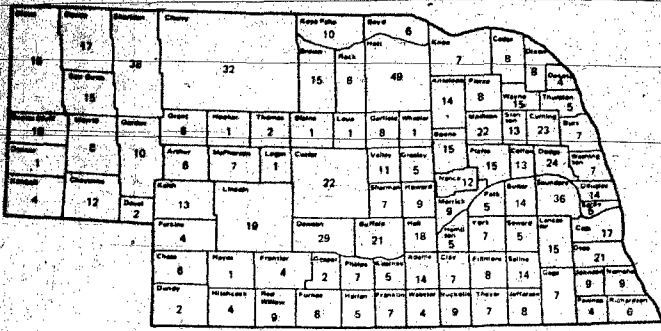 Sioux
16
Dawes
17
Sheridan
38
Cherry
32
Keya Paha
10
Boyd
6
Brown
15
Rock
8
Holt
49
Knox
7
Cedar
8
Dixon
8
Dakota
4
Box Butte
15
Antelope
14
Pierce
8
Wayne
15
Thurston
5
Scotts Bluff
18
Morrill
8
Garden
10
Grant
6
Hooker
1
Thomas
2
Blaine
1
Loup
1
Garfield
8
Wheeler
1
Boone
15
Madison
22
Stanton
13
Cuming
23
Burt
7
Banner
1
Arthur
6
McPherson
7
Logan
1
Custer
22
Valley
11
Greeley
5
Nance
12
Platte
15
Colfax
13
Dodge
24
Washington
7
Kimball
4
Cheyenne
12
Deuel
2
Keith
13
Lincoln
19
Sherman
7
Howard
9
Merrick
9
Polk
5
Butler
14
Saunders
36
Douglas
14
Sarpy
5
Perkins
4
Dawson
29
Buffalo
21
Hall
18
Hamilton
5
York
7
Seward
5
Lancaster
15
Cass
17
Otoe
21
Chase
6
Hayes
1
Frontier
4
Gosper
2
Phelps
7
Kearney
5
Adams
14
Clay
7
Fillmore
8
Saline
14
Gage
7
Johnson
9
Nemaha
9
Dundy
2
Hitchcock
4
Red Willow
9
Furnas
8
Harlan
5
Franklin
7
Webster
4
Nuckolls
9
Thayer
7
Jefferson
8
Pawnee
4
Richardson
6